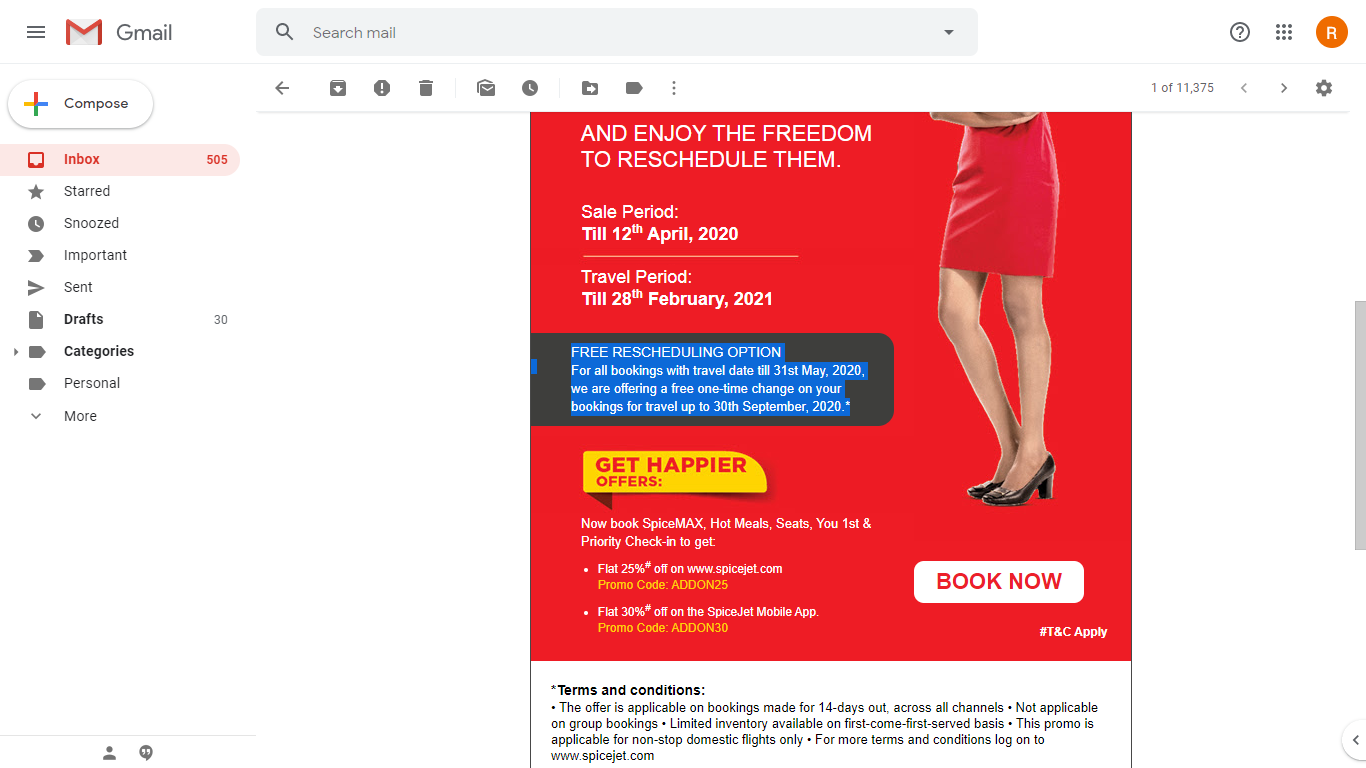 Gmail
Search mail
R
Compose
1 of 11,375
Inbox 505
Starred
Snoozed
Important
Sent
Drafts 30
Categories
Personal
More
AND ENJOY THE FREEDOM
TO RESCHEDULE THEM.
Sale Period:
Till 12th April, 2020
Travel Period:
Till 28th February, 2021
FREE RESCHEDULING OPTION
For all bookings with travel date till 31st May, 2020,
we are offering a free one-time change on your
bookings for travel up to 30th September, 2020.*
GET HAPPIER
OFFERS:
Now book SpiceMAX, Hot Meals, Seats, You 1st &
Priority Check-in to get:
• Flat 25%# off on www.spicejet.com
Promo Code: ADDON25
• Flat 30%# off on the SpiceJet Mobile App.
Promo Code: ADDON30
BOOK NOW
#T&C Apply
*Terms and conditions:
• The offer is applicable on bookings made for 14-days out, across all channels • Not applicable
on group bookings • Limited inventory available on first-come-first-served basis • This promo is
applicable for non-stop domestic flights only • For more terms and conditions log on to
www.spicejet.com